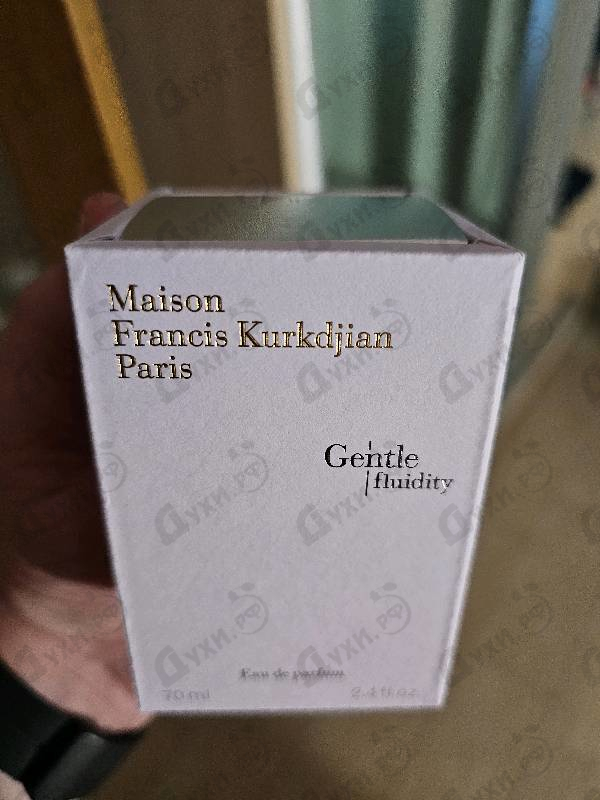 Maison
Francis Kurkdjian
Paris
Gentle
fluidity
Eau de parfum
70 ml 2.4 fl.oz.
духи.рф